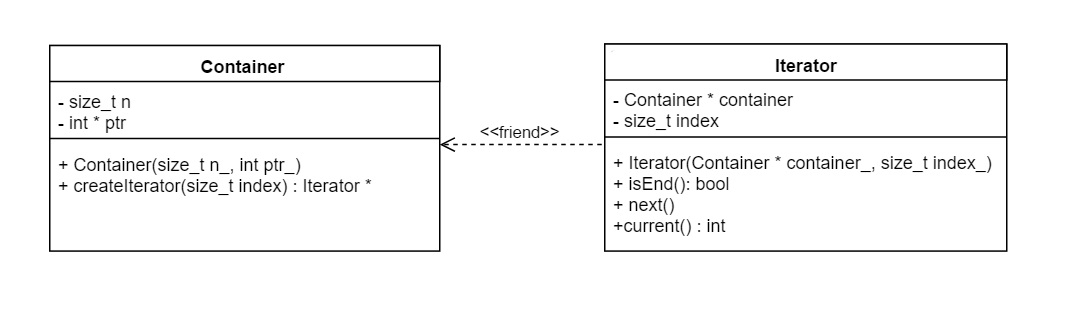 Container
- size_t n
- int * ptr
+ Container(size_t n_, int ptr_)
+ createIterator(size_t index) : Iterator *
<<friend>>
Iterator
- Container * container
- size_t index
+ Iterator(Container * container_, size_t index_)
+ isEnd(): bool
+ next()
+current() : int